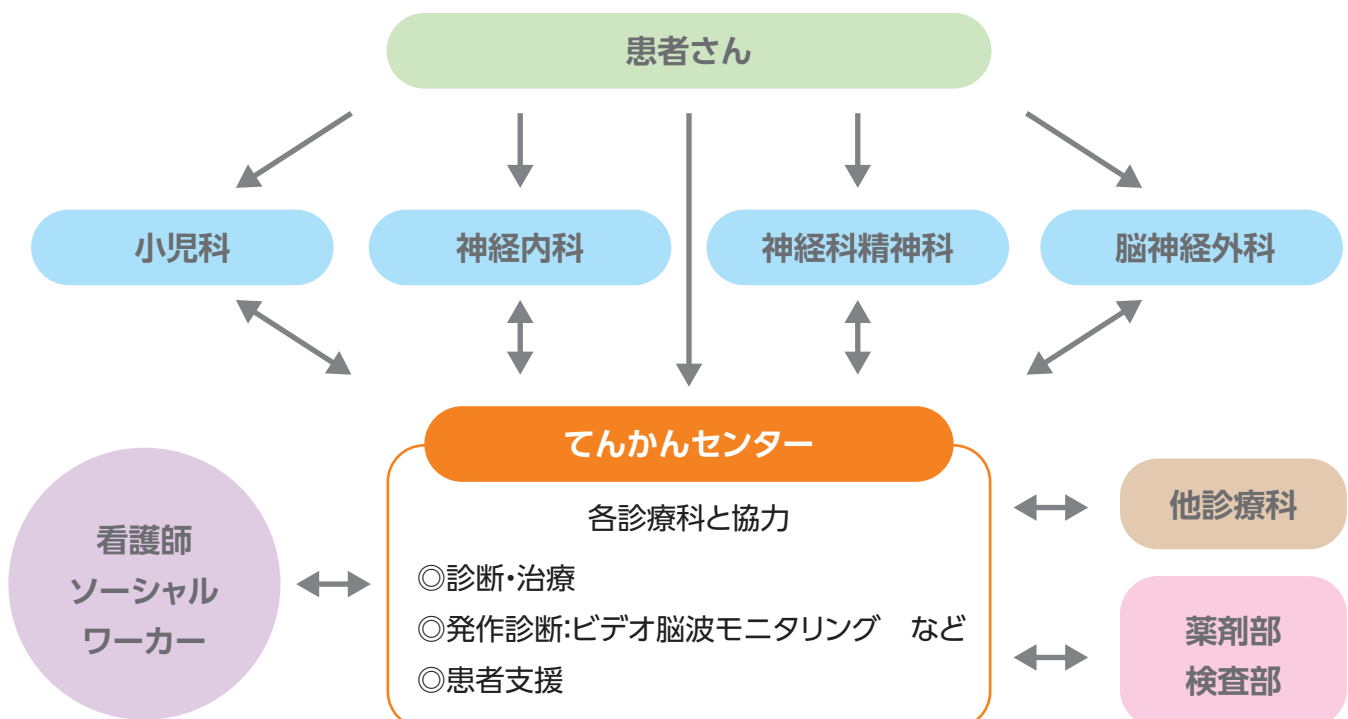 患者さん
小児科
神経内科
神経科精神科
脳神経外科
てんかんセンター
各診療科と協力
◎診断・治療
◎発作診断:ビデオ脳波モニタリング　など
◎患者支援
看護師
ソーシャル
ワーカー
他診療科
薬剤部
検査部